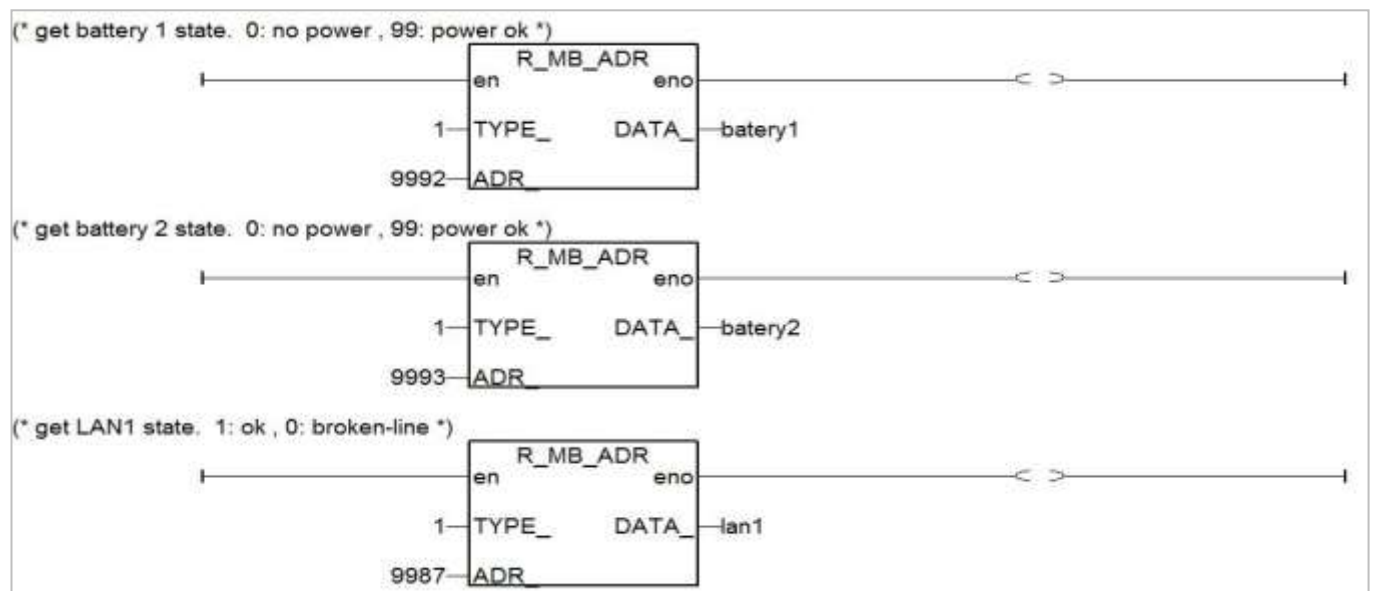 (* get battery 1 state.  0: no power , 99: power ok *)
R_MB_ADR
en eno
1 TYPE_ DATA_ batery1
9992 ADR_
(* get battery 2 state.  0: no power , 99: power ok *)
R_MB_ADR
en eno
1 TYPE_ DATA_ batery2
9993 ADR_
(* get LAN1 state.  1: ok , 0: broken-line *)
R_MB_ADR
en eno
1 TYPE_ DATA_ lan1
9987 ADR_